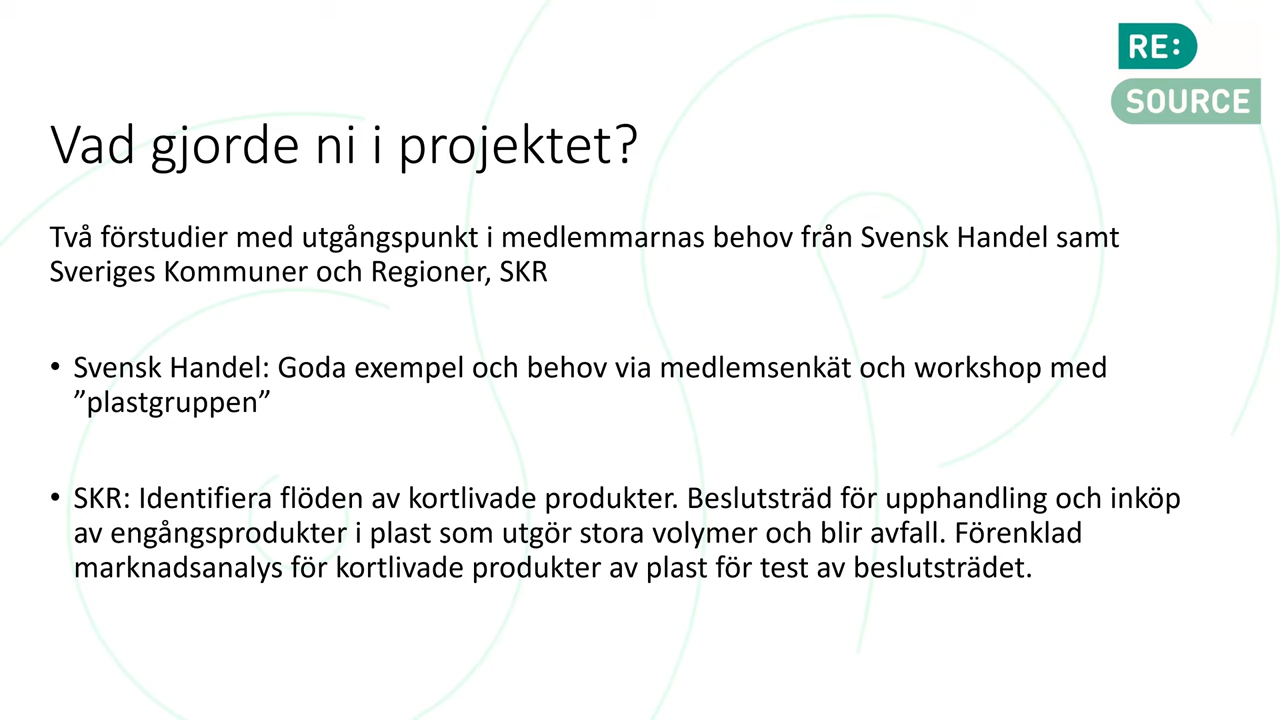 RE:
SOURCE
Vad gjorde ni i projektet?
Två förstudier med utgångspunkt i medlemmarnas behov från Svensk Handel samt
Sveriges Kommuner och Regioner, SKR
• Svensk Handel: Goda exempel och behov via medlemsenkät och workshop med
”plastgruppen”
• SKR: Identifiera flöden av kortlivade produkter. Beslutsträd för upphandling och inköp
av engångsprodukter i plast som utgör stora volymer och blir avfall. Förenklad
marknadsanalys för kortlivade produkter av plast för test av beslutsträdet.